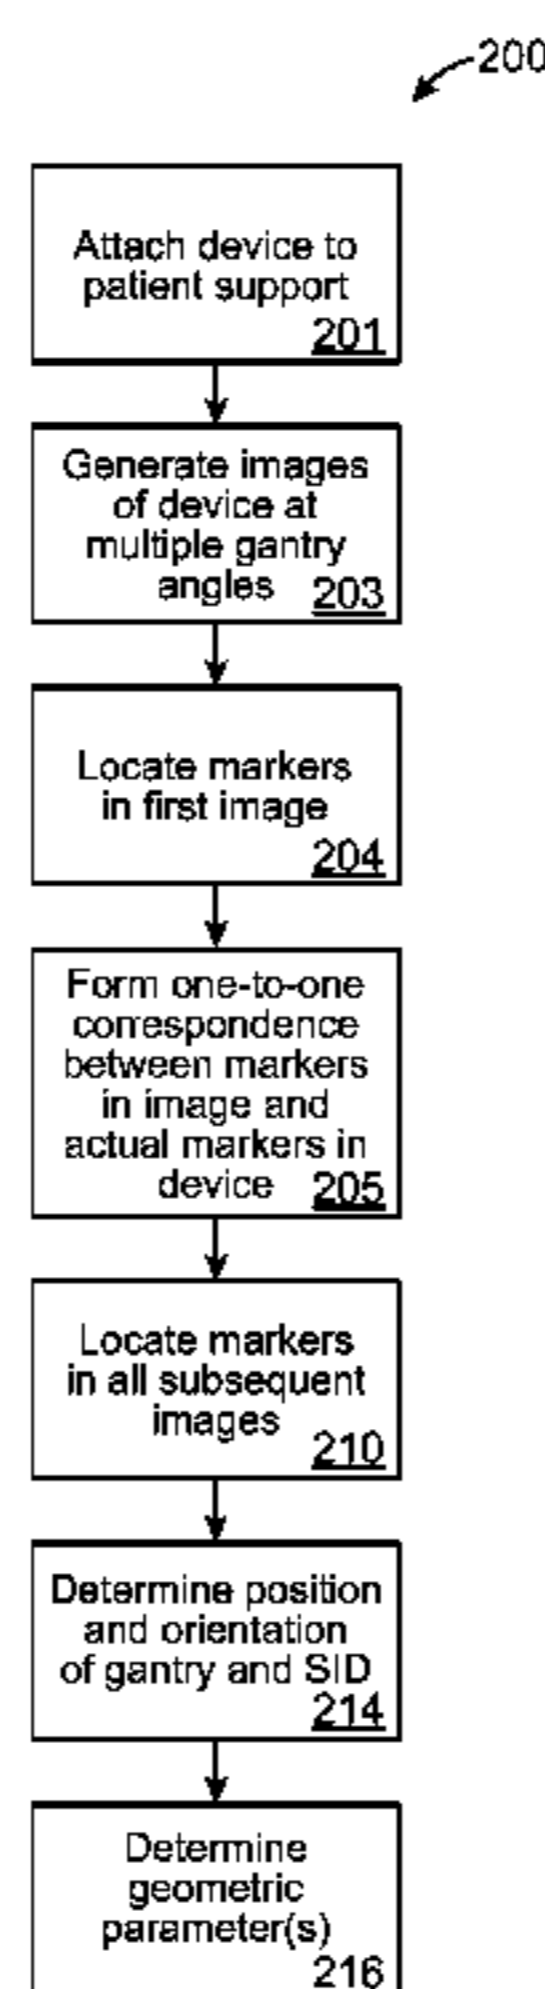 200
Attach device to
patient support
201
Generate images
of device at
multiple gantry
angles 203
Locate markers
in first image
204
Form one-to-one
correspondence
between markers
in image and
actual markers in
device 205
Locate markers
in all subsequent
images 210
Determine position
and orientation
of gantry and SID
214
Determine
geometric
parameter(s)
216